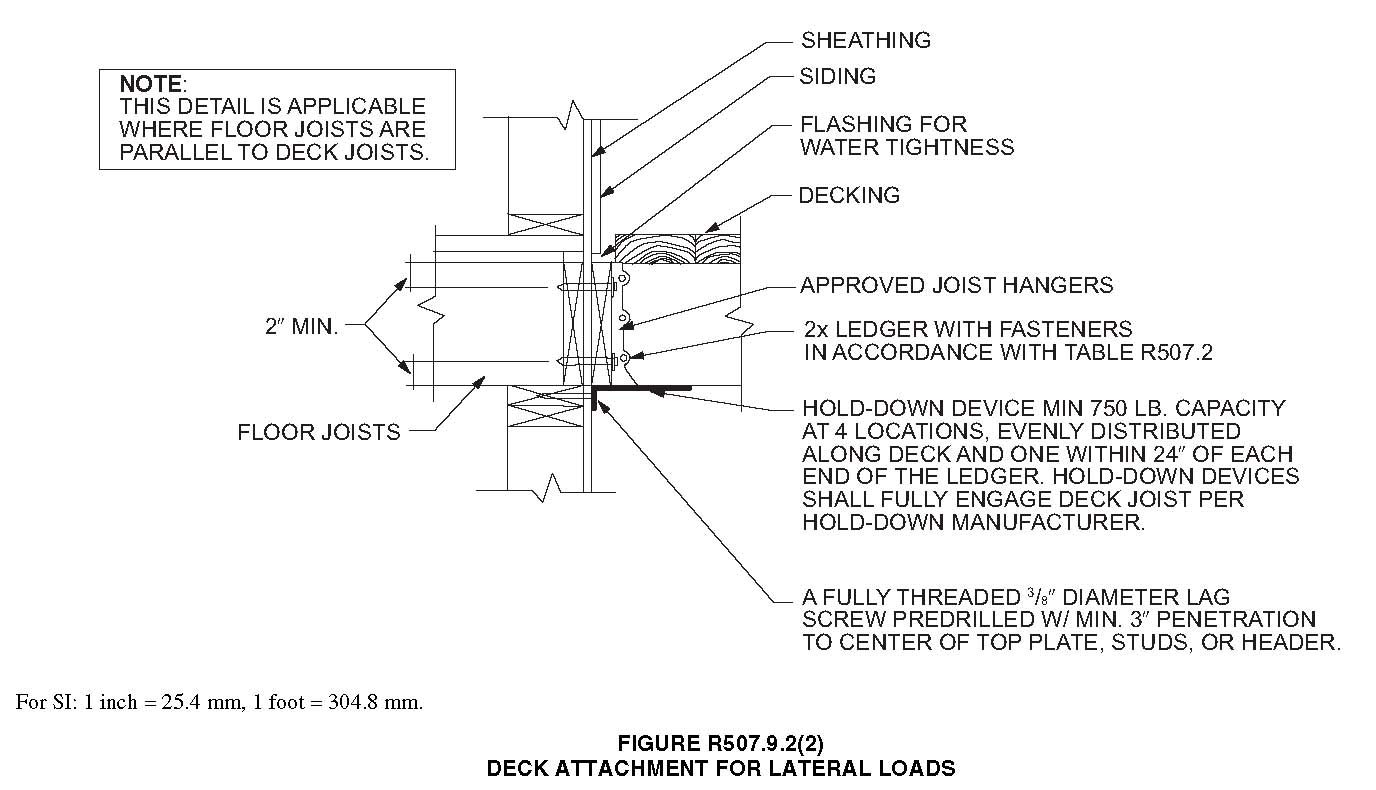 NOTE:
THIS DETAIL IS APPLICABLE
WHERE FLOOR JOISTS ARE
PARALLEL TO DECK JOISTS.
SHEATHING
SIDING
FLASHING FOR
WATER TIGHTNESS
DECKING
APPROVED JOIST HANGERS
2x LEDGER WITH FASTENERS
IN ACCORDANCE WITH TABLE R507.2
2″ MIN.
FLOOR JOISTS
HOLD-DOWN DEVICE MIN 750 LB. CAPACITY
AT 4 LOCATIONS, EVENLY DISTRIBUTED
ALONG DECK AND ONE WITHIN 24″ OF EACH
END OF THE LEDGER. HOLD-DOWN DEVICES
SHALL FULLY ENGAGE DECK JOIST PER
HOLD-DOWN MANUFACTURER.
A FULLY THREADED 3/8″ DIAMETER LAG
SCREW PREDRILLED W/ MIN. 3″ PENETRATION
TO CENTER OF TOP PLATE, STUDS, OR HEADER.
For SI: 1 inch = 25.4 mm, 1 foot = 304.8 mm.
FIGURE R507.9.2(2)
DECK ATTACHMENT FOR LATERAL LOADS